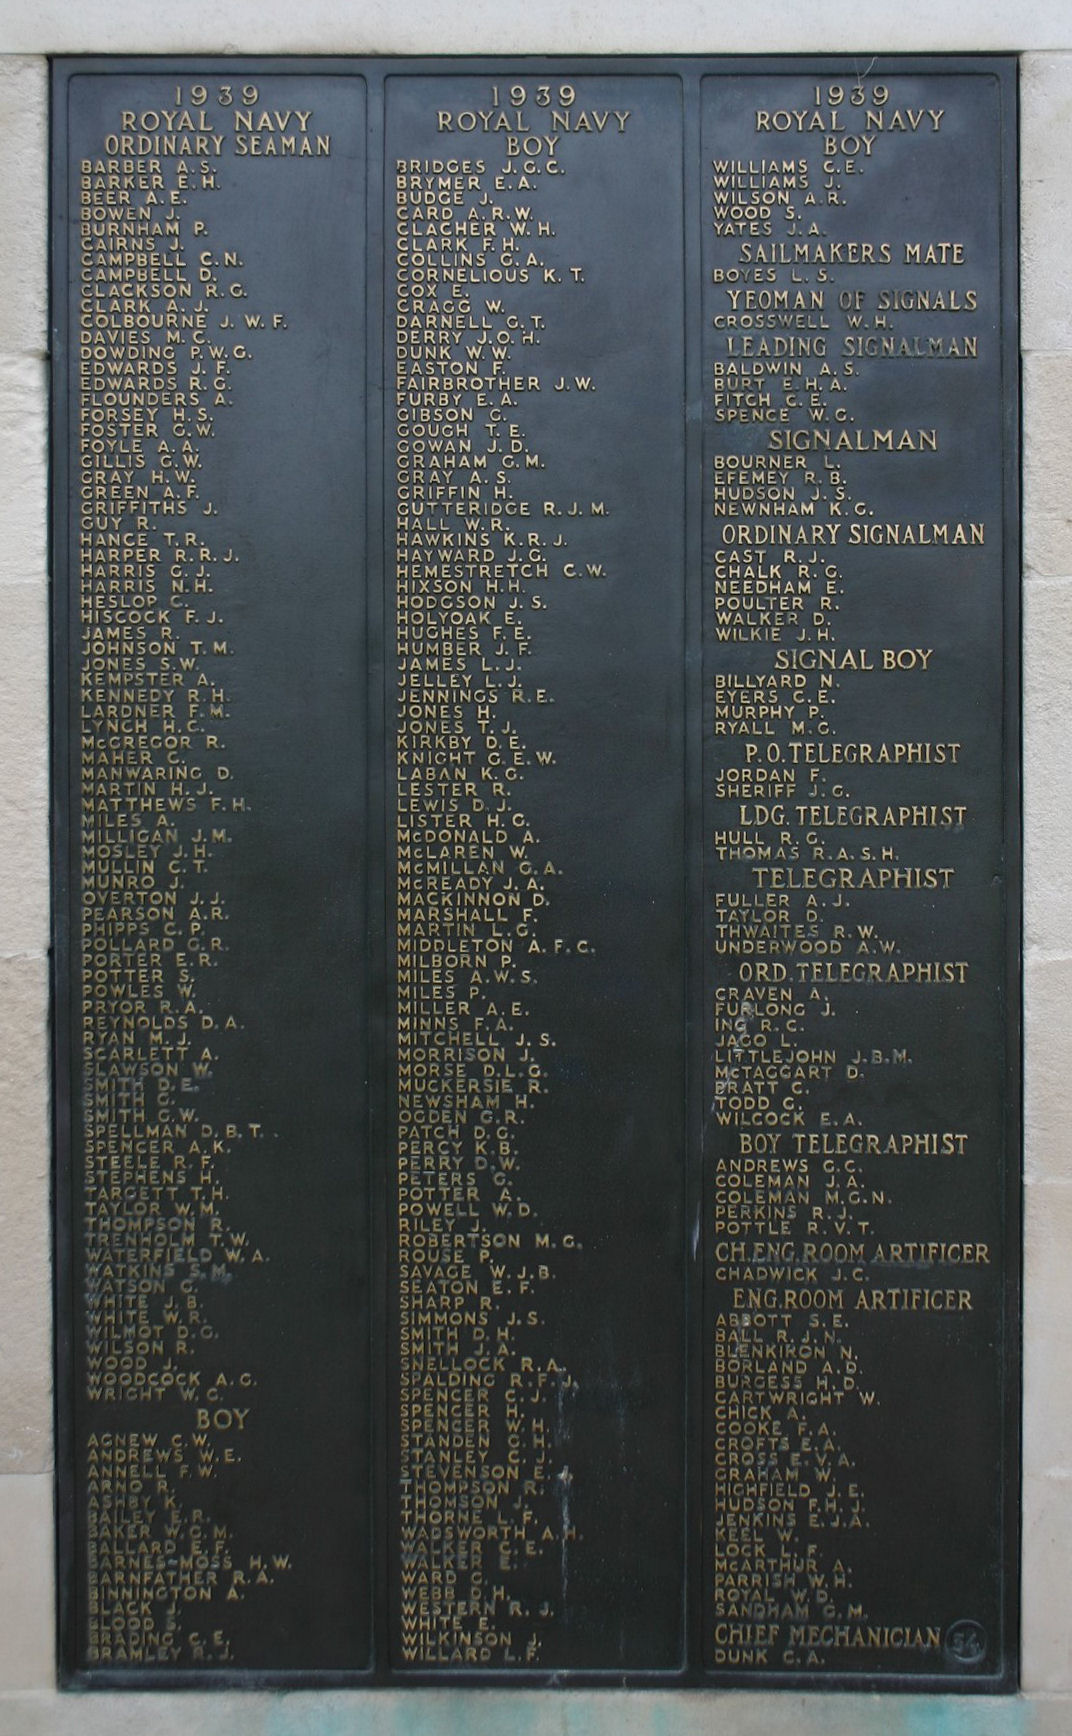 1939
ROYAL NAVY
ORDINARY SEAMAN
BARBER A.S.
BARKER E.H.
BEER A.E.
BOWEN J.
BURNHAM P.
CAIRNS J.
CAMPBELL C.N.
CAMPBELL D.
CLACKSON R.G.
CLARK A.J.
COLBOURNE J.W.F.
DAVIES M.C.
DOWDING P.W.G.
EDWARDS J.F.
EDWARDS R.G.
FLOUNDERS A.
FORSEY H.S.
FOSTER G.W.
FOYLE A.A.
GILLIS G.W.
GRAY H.W.
GREEN A.F.
GRIFFITHS J.
GUY R.
HANCE T.R.
HARPER R.R.J.
HARRIS G.J.
HARRIS N.H.
HESLOP C.
HISCOCK F.J.
JAMES R.
JOHNSON T.M.
JONES S.W.
KEMPSTER A.
KENNEDY R.H.
LARDNER F.M.
LYNCH H.C.
McGREGOR R.
MAHER C.
MANWARING D.
MARTIN H.J.
MATTHEWS F.H.
MILES A.
MILLIGAN J.M.
MOSLEY J.H.
MULLIN C.T.
MUNRO J.
OVERTON J.J.
PEARSON A.R.
PHIPPS C.P.
POLLARD G.R.
PORTER E.R.
POTTER S.
POWLES W.
PRYOR R.A.
REYNOLDS D.A.
RYAN M.J.
SCARLETT A.
SLAWSON W.
SMITH D.E.
SMITH G.
SMITH G.W.
SPELLMAN D.B.T.
SPENCER A.K.
STEELE R.F.
STEPHENS H.
TARGETT T.H.
TAYLOR W.M.
THOMPSON R.
TRENHOLM T.W.
WATERFIELD W.A.
WATKINS S.M.
WATSON G.
WHITE J.B.
WHITE W.R.
WILMOT D.G.
WILSON R.
WOOD J.
WOODCOCK A.G.
WRIGHT W.C.
BOY
AGNEW C.W.
ANDREWS W.E.
ANNELL F.W.
ARNO R.
ASHBY K.
BAILEY E.R.
BAKER W.G.M.
BALLARD E.F.
BARNES-MOSS H.W.
BARNFATHER R.A.
BINNINGTON A.
BLACK J.
BLOOD S.
BRADING C.E.
BRAMLEY R.J.
1939
ROYAL NAVY
BOY
BRIDGES J.G.C.
BRYMER E.A.
BUDGE J.
CARD A.R.W.
CLACHER W.H.
CLARK F.H.
COLLINS G.A.
CORNELIOUS K.T.
COX E.
CRAGG W.
DARNELL G.T.
DERRY J.O.H.
DUNK W.W.
EASTON F.
FAIRBROTHER J.W.
FURBY E.A.
GIBSON G.
GOUGH T.E.
GOWAN J.D.
GRAHAM G.M.
GRAY A.S.
GRIFFIN H.
GUTTERIDGE R.J.M.
HALL W.R.
HAWKINS K.R.J.
HAYWARD J.G.
HEMESTRETCH C.W.
HIXSON H.H.
HODGSON J.S.
HOLYOAK E.
HUGHES F.E.
HUMBER J.F.
JAMES L.J.
JELLEY L.J.
JENNINGS R.E.
JONES H.
JONES T.J.
KIRKBY D.E.
KNIGHT G.E.W.
LABAN K.G.
LESTER R.
LEWIS D.J.
LISTER H.G.
McDONALD A.
McLAREN W.
McMILLAN G.A.
McREADY J.A.
MACKINNON D.
MARSHALL F.
MARTIN L.G.
MIDDLETON A.F.C.
MILBORN P.
MILES A.W.S.
MILES P.
MILLER A.E.
MINNS F.A.
MITCHELL J.S.
MORRISON J.
MORSE D.L.G.
MUCKERSIE R.
NEWSHAM H.
OGDEN G.R.
PATCH D.G.
PERCY K.B.
PERRY D.W.
PETERS G.
POTTER A.
POWELL W.D.
RILEY J.
ROBERTSON M.G.
ROUSE P.
SAVAGE W.J.B.
SEATON E.F.
SHARP R.
SIMMONS J.S.
SMITH D.H.
SMITH J.A.
SNELLOCK R.A.
SPALDING R.F.J.
SPENCER C.J.
SPENCER H.
SPENCER W.H.
STANDEN G.H.
STANLEY C.J.
STEVENSON E.
THOMPSON R.
THOMSON J.
THORNE L.F.
WADSWORTH A.H.
WALKER C.E.
WALKER E.
WARD G.
WEBB D.H.
WESTERN R.J.
WHITE E.
WILKINSON J.
WILLARD L.F.
1939
ROYAL NAVY
BOY
WILLIAMS C.E.
WILLIAMS J.
WILSON A.R.
WOOD S.
YATES J.A.
SAILMAKERS MATE
BOYES L.S.
YEOMAN OF SIGNALS
CROSSWELL W.H.
LEADING SIGNALMAN
BALDWIN A.S.
BURT E.H.A.
FITCH G.E.
SPENCE W.G.
SIGNALMAN
BOURNER L.
EFEMEY R.B.
HUDSON J.S.
NEWNHAM K.G.
ORDINARY SIGNALMAN
CAST R.J.
CHALK R.G.
NEEDHAM E.
POULTER R.
WALKER D.
WILKIE J.H.
SIGNAL BOY
BILLYARD N.
EYERS C.E.
MURPHY P.
RYALL M.G.
P.O. TELEGRAPHIST
JORDAN F.
SHERIFF J.G.
LDG. TELEGRAPHIST
HULL R.G.
THOMAS R.A.S.H.
TELEGRAPHIST
FULLER A.J.
TAYLOR D.
THWAITES R.W.
UNDERWOOD A.W.
ORD. TELEGRAPHIST
CRAVEN A.
FURLONG J.
ING R.C.
JAGO L.
LITTLEJOHN J.B.M.
McTAGGART D.
PRATT C.
TODD G.
WILCOCK E.A.
BOY TELEGRAPHIST
ANDREWS G.C.
COLEMAN J.A.
COLEMAN M.G.N.
PERKINS R.J.
POTTLE R.V.T.
CH.ENG.ROOM ARTIFICER
CHADWICK J.C.
ENG.ROOM ARTIFICER
ABBOTT S.E.
BALL R.J.N.
BLENKIRON N.
BORLAND A.D.
BURGESS H.D.
CARTWRIGHT W.
CHICK A.
COOKE F.A.
CROFTS E.A.
CROSS E.V.A.
GRAHAM W.
HIGHFIELD J.E.
HUDSON F.H.J.
JENKINS E.J.A.
KEEL W.
LOCK L.F.
McARTHUR A.
PARRISH W.H.
ROYAL W.D.
SANDHAM G.M.
CHIEF MECHANICIAN
DUNK C.A.
34